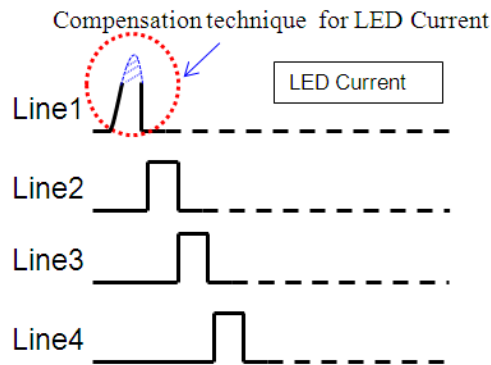 Compensation technique for LED Current
LED Current
Line1
Line2
Line3
Line4